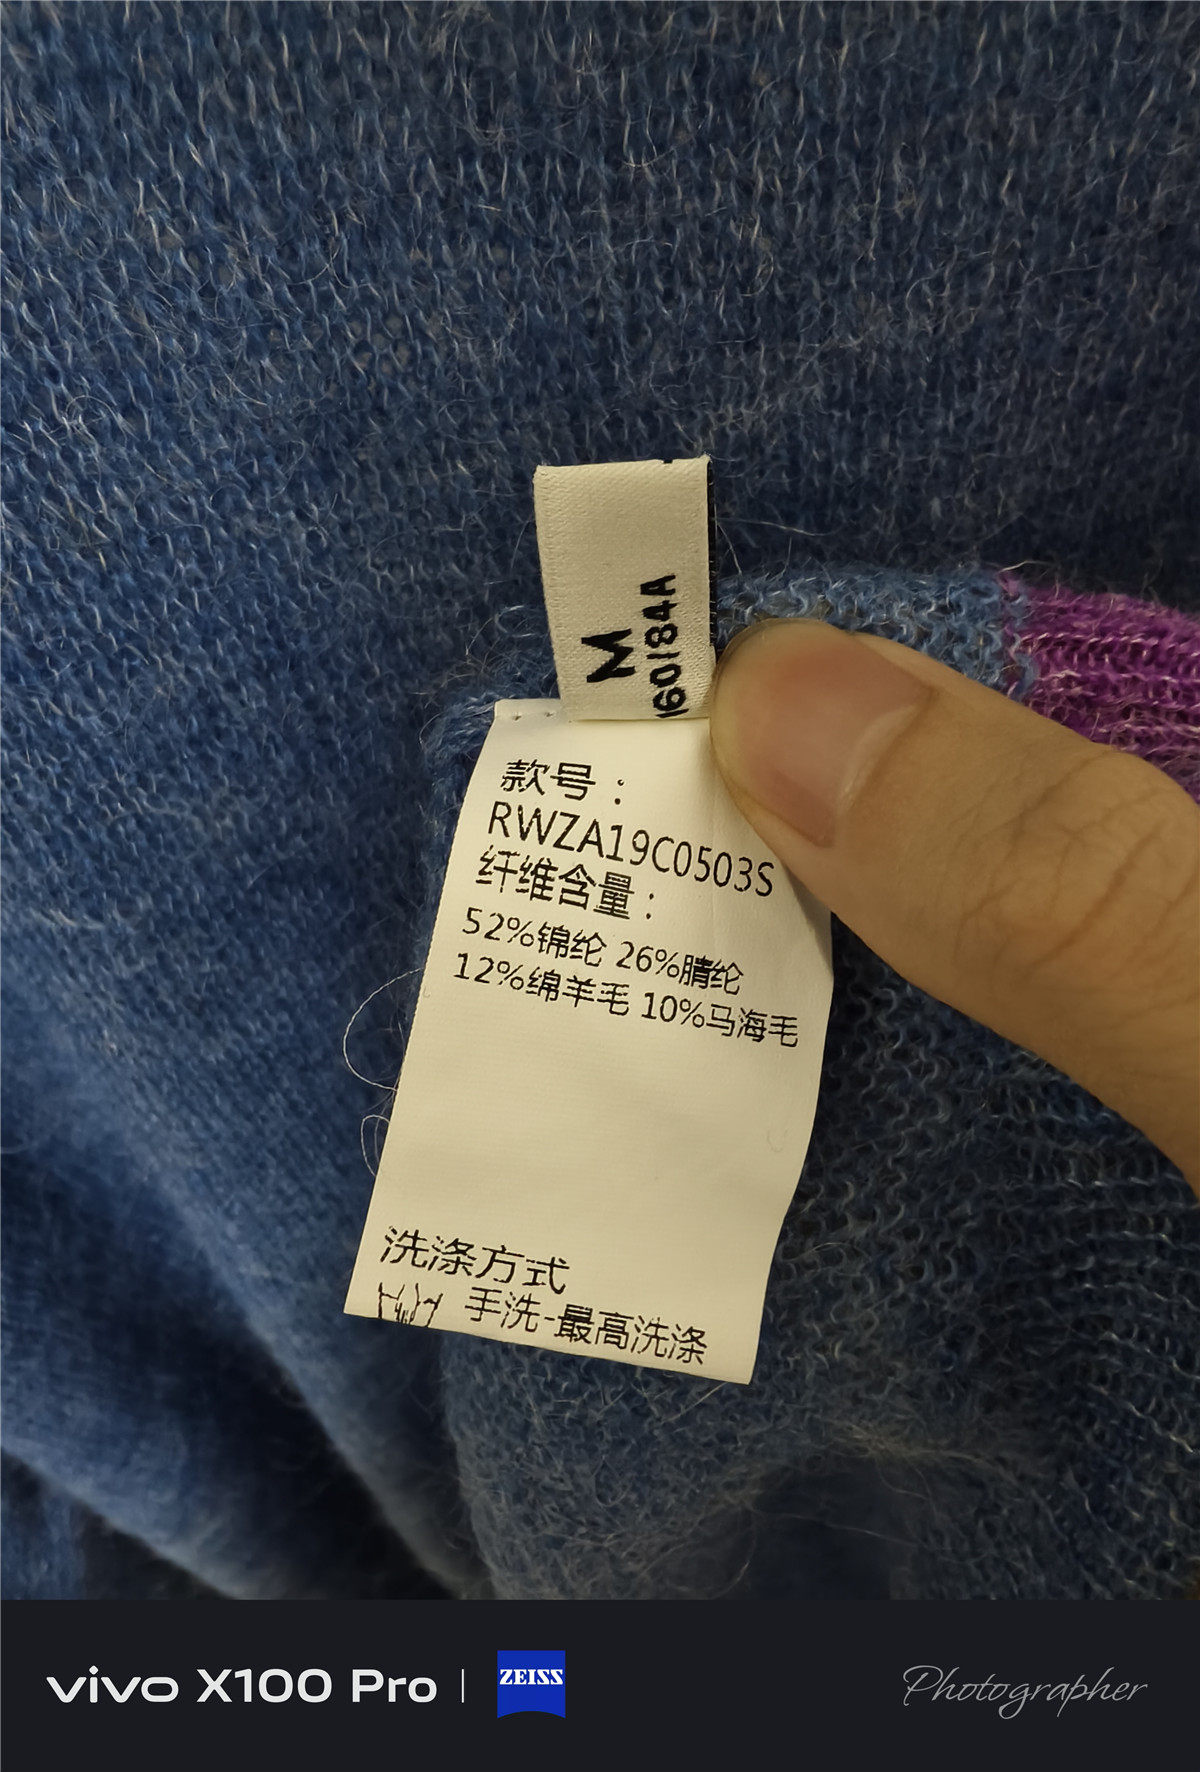 M
160/84A
款号：
RWZA19C0503S
纤维含量：
52%锦纶 26%腈纶
12%绵羊毛 10%马海毛
洗涤方式
手洗-最高洗涤
vivo X100 Pro | ZEISS
Photographer